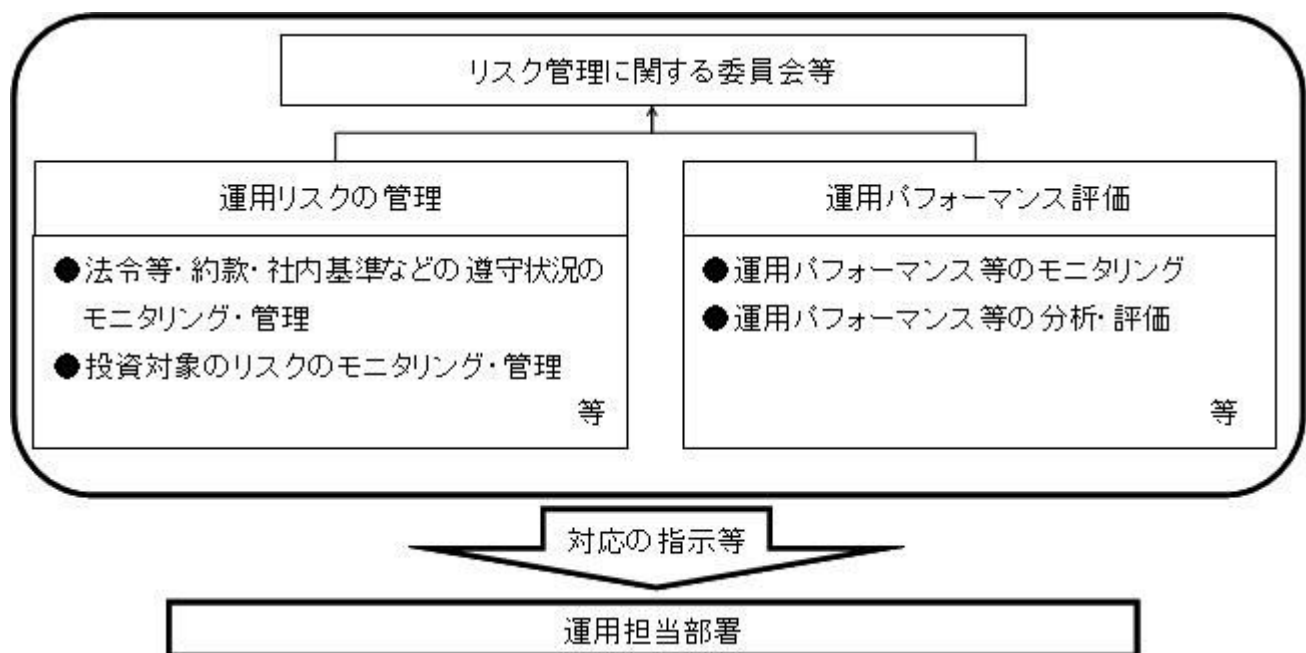 リスク管理に関する委員会等
運用リスクの管理
●法令等・約款・社内基準などの遵守状況の
モニタリング・管理
●投資対象のリスクのモニタリング・管理
等
運用パフォーマンス評価
●運用パフォーマンス等のモニタリング
●運用パフォーマンス等の分析・評価
等
対応の指示等
運用担当部署